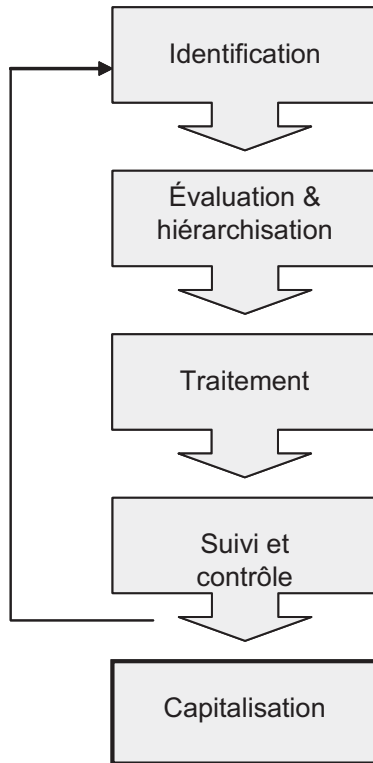 Identification
Évaluation &
hiérarchisation
Traitement
Suivi et
contrôle
Capitalisation